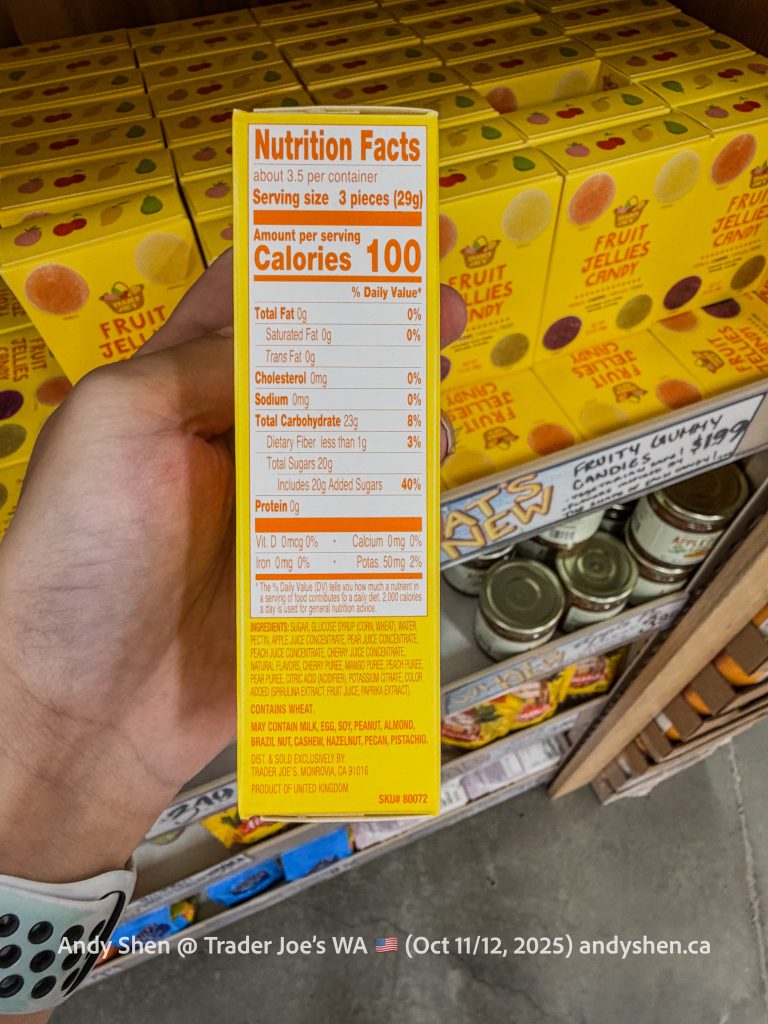 Nutrition Facts
about 3.5 per container
Serving size 3 pieces (29g)
Amount per serving
Calories 100
% Daily Value*
Total Fat 0g 0%
Saturated Fat 0g 0%
Trans Fat 0g
Cholesterol 0mg 0%
Sodium 0mg 0%
Total Carbohydrate 23g 8%
Dietary Fiber less than 1g 3%
Total Sugars 20g
Includes 20g Added Sugars 40%
Protein 0g
Vit. D 0mcg 0% • Calcium 0mg 0%
Iron 0mg 0% • Potas. 50mg 2%
* The % Daily Value (DV) tells you how much a nutrient in
a serving of food contributes to a daily diet. 2,000 calories
a day is used for general nutrition advice.
INGREDIENTS: SUGAR, GLUCOSE SYRUP (CORN, WHEAT), WATER,
PECTIN, APPLE JUICE CONCENTRATE, PEAR JUICE CONCENTRATE,
PEACH JUICE CONCENTRATE, CHERRY JUICE CONCENTRATE,
NATURAL FLAVORS, CHERRY PUREE, MANGO PUREE, PEACH PUREE,
PEAR PUREE, CITRIC ACID (ACIDIFIER), POTASSIUM CITRATE, COLOR
ADDED (SPIRULINA EXTRACT, FRUIT JUICE, PAPRIKA EXTRACT).
CONTAINS WHEAT.
MAY CONTAIN MILK, EGG, SOY, PEANUT, ALMOND,
BRAZIL NUT, CASHEW, HAZELNUT, PECAN, PISTACHIO.
DIST. & SOLD EXCLUSIVELY BY:
TRADER JOE'S, MONROVIA, CA 91016
PRODUCT OF UNITED KINGDOM
SKU# 80072
FRUIT
JELLIES
CANDY
FRUIT
FRUIT
JELLIES
CANDY
FRUITY GUMMY
CANDIES
$1.99
NEW
Andy Shen @ Trader Joe's WA 🇺🇸 (Oct 11/12, 2025) andyshen.ca